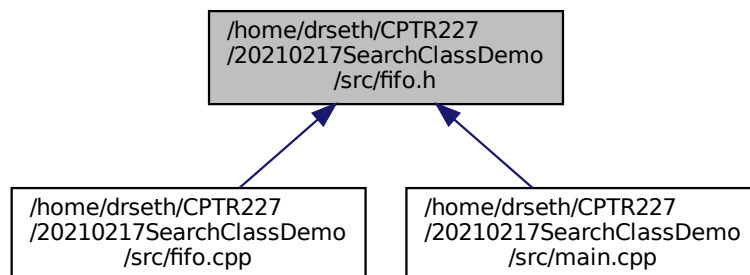 /home/drseth/CPTR227
/20210217SearchClassDemo
/src/fifo.h
/home/drseth/CPTR227
/20210217SearchClassDemo
/src/fifo.cpp
/home/drseth/CPTR227
/20210217SearchClassDemo
/src/main.cpp